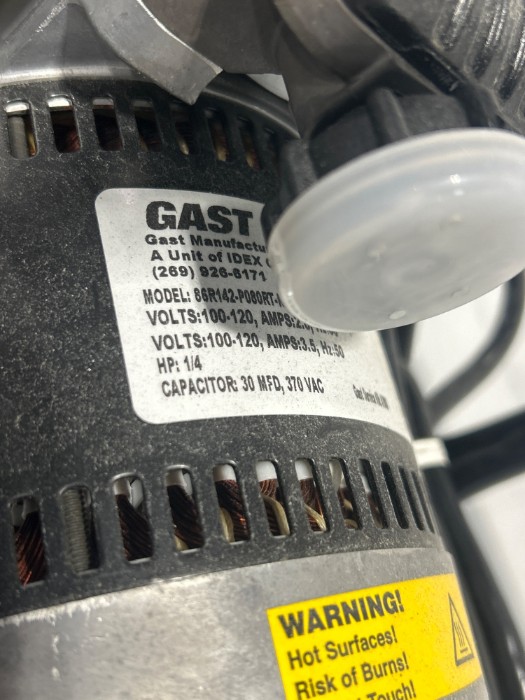 GAST
Gast Manufactu
A Unit of IDEX
(269) 926-6171
MODEL: 86R142-P080RT-
VOLTS:100-120, AMPS:
VOLTS:100-120, AMPS:3.5, Hz:50
HP: 1/4
CAPACITOR: 30 MFD, 370 VAC
WARNING!
Hot Surfaces!
Risk of Burns!
Touch!